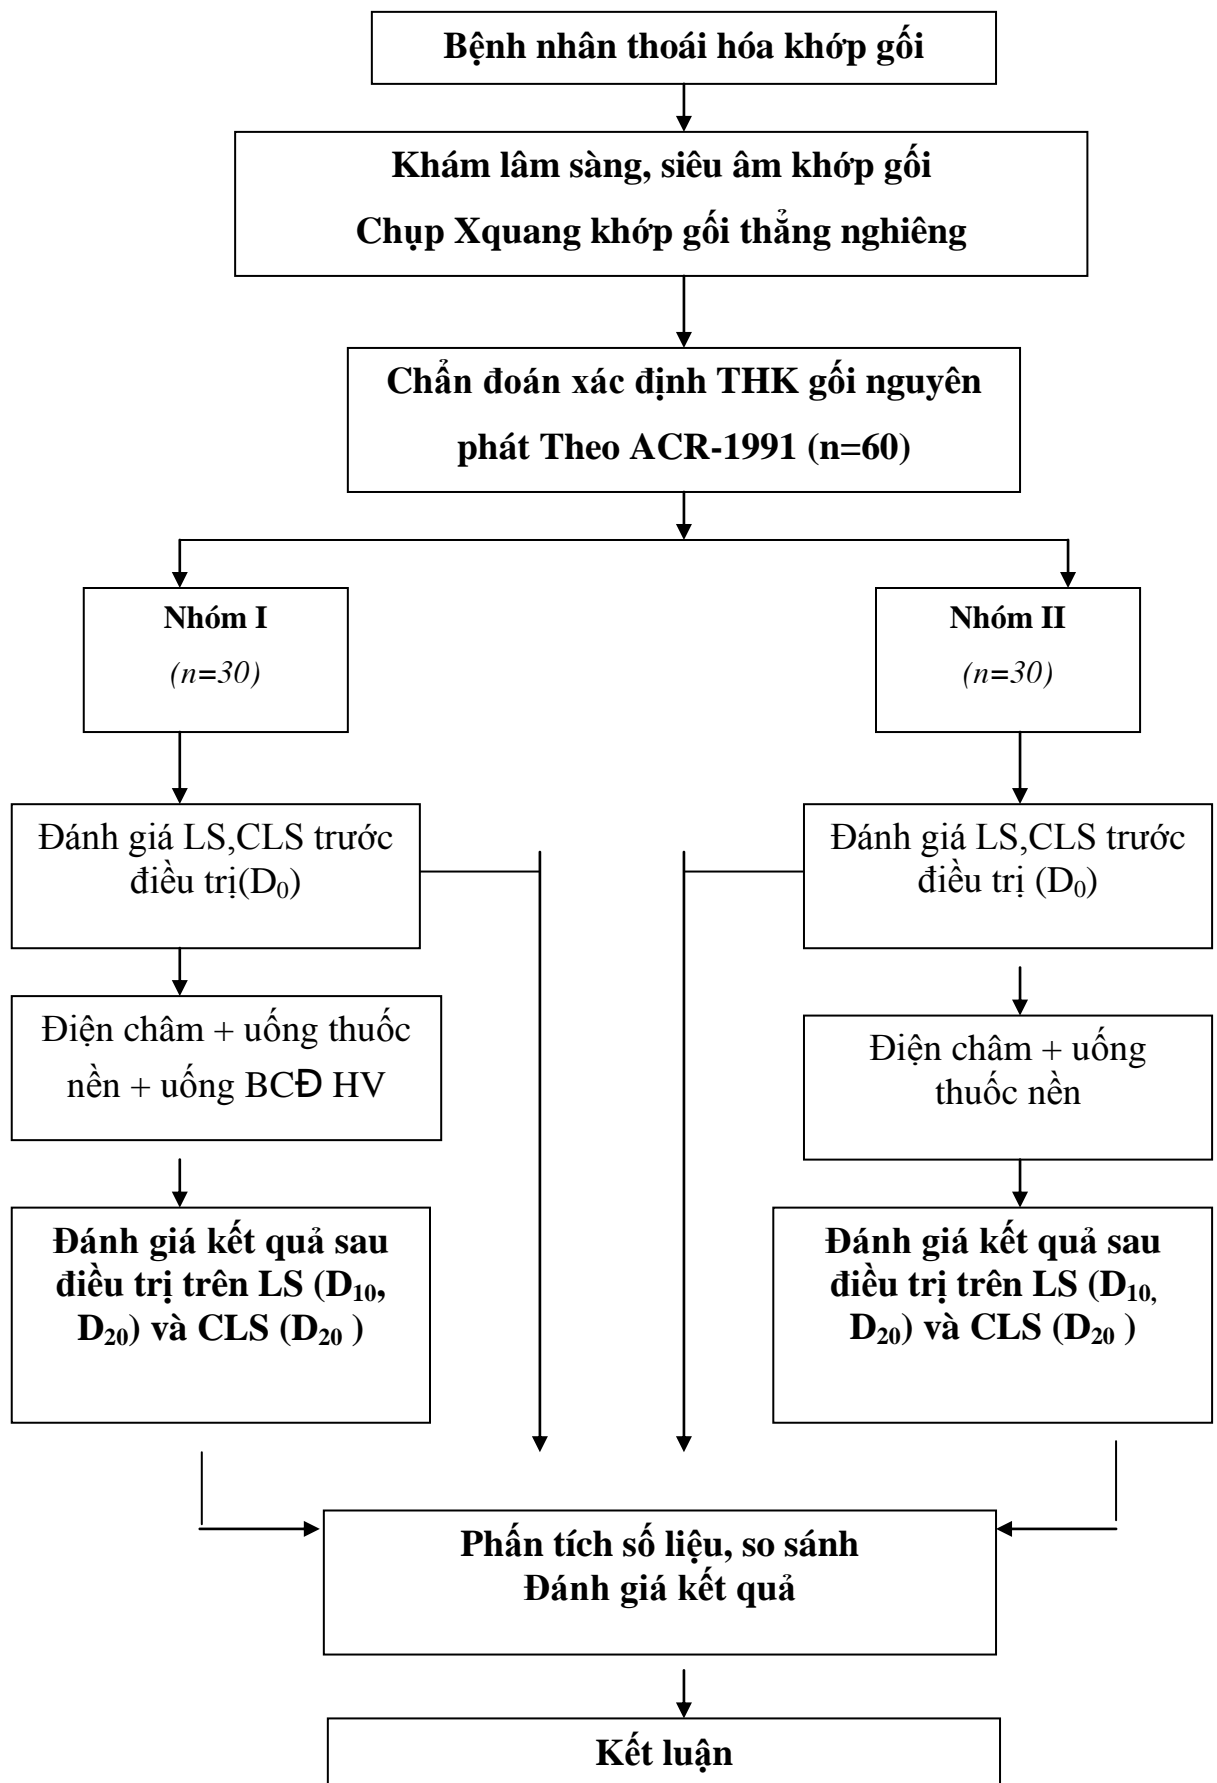 Bệnh nhân thoái hóa khớp gối
Khám lâm sàng, siêu âm khớp gối
Chụp Xquang khớp gối thẳng nghiêng
Chẩn đoán xác định THK gối nguyên
phát Theo ACR-1991 (n=60)
Nhóm I
(n=30)
Nhóm II
(n=30)
Đánh giá LS,CLS trước
điều trị(D₀)
Đánh giá LS,CLS trước
điều trị (D₀)
Điện châm + uống thuốc
nền + uống BCĐ HV
Điện châm + uống
thuốc nền
Đánh giá kết quả sau
điều trị trên LS (D₁₀,
D₂₀) và CLS (D₂₀ )
Đánh giá kết quả sau
điều trị trên LS (D₁₀,
D₂₀) và CLS (D₂₀ )
Phấn tích số liệu, so sánh
Đánh giá kết quả
Kết luận